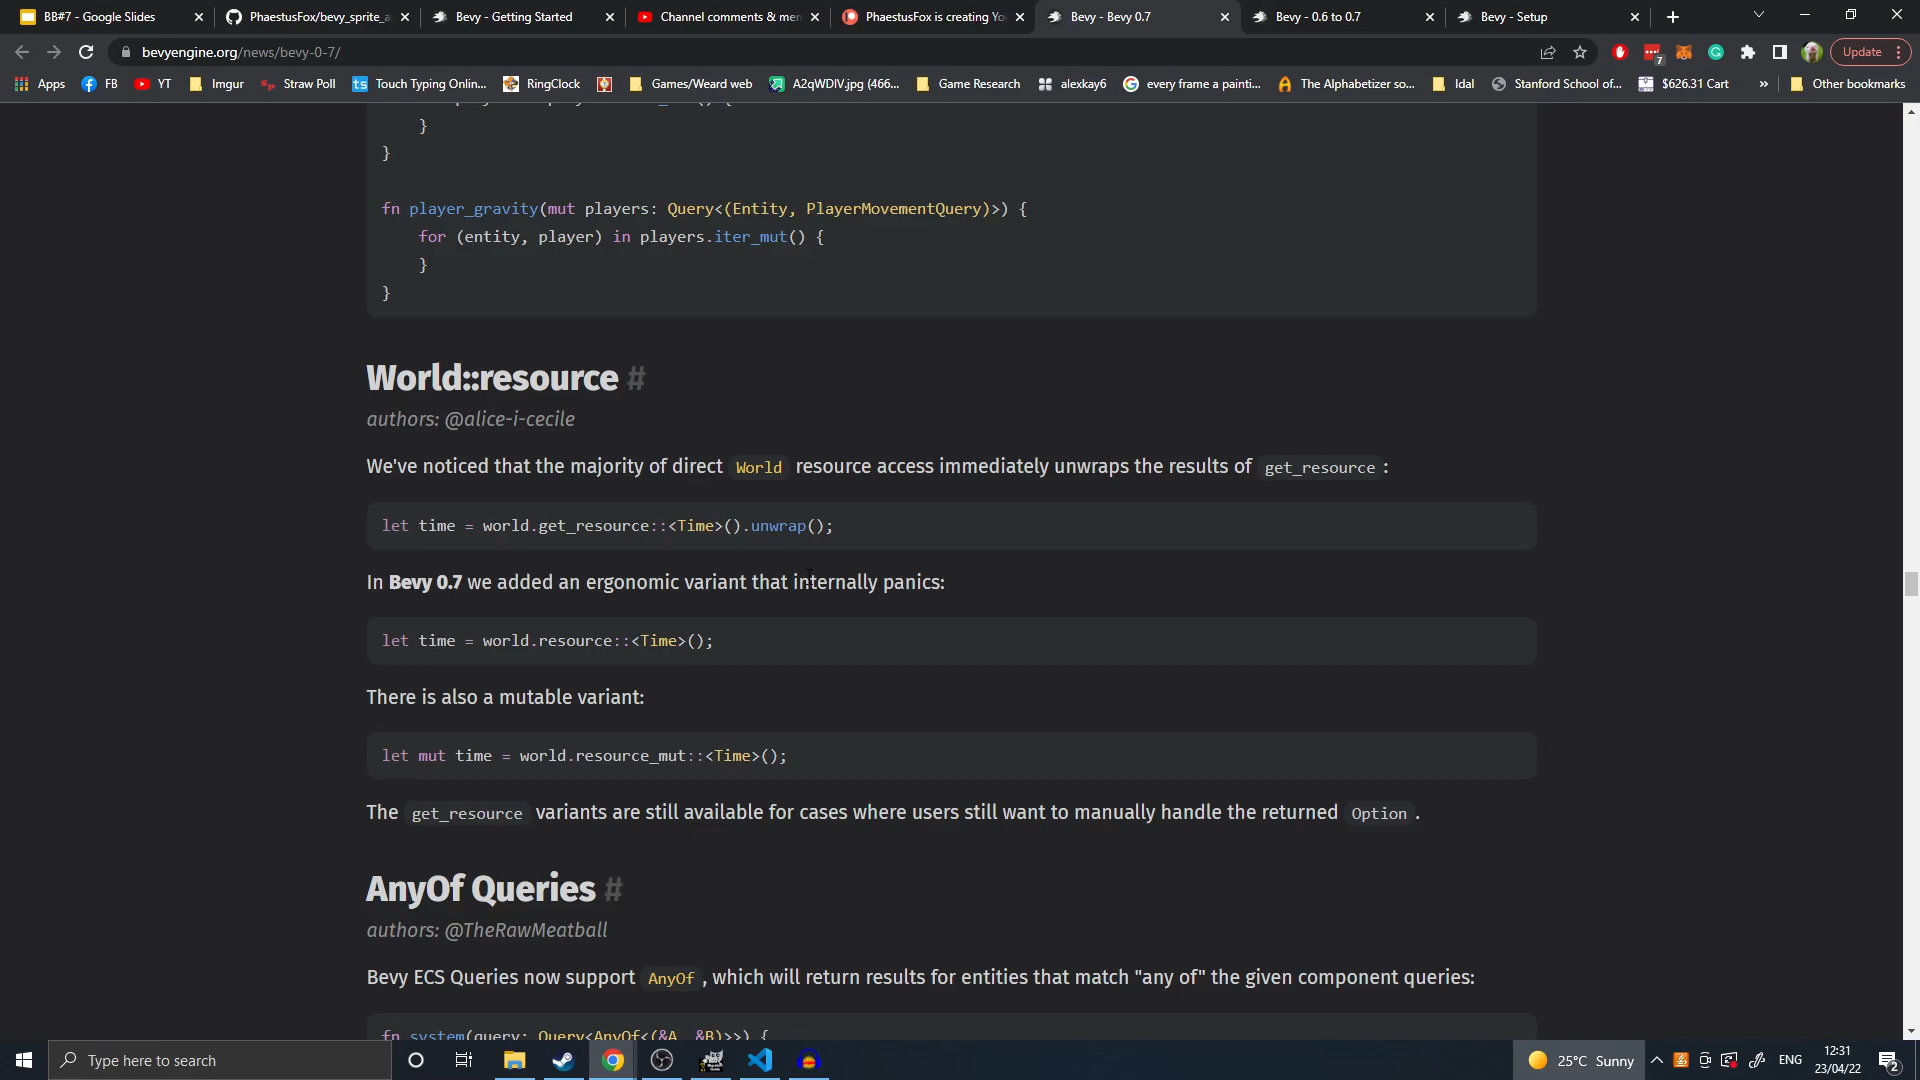 BB#7 - Google Slides
PhaestusFox/bevy_sprite_a
Bevy - Getting Started
Channel comments & men
PhaestusFox is creating Yo
Bevy - Bevy 0.7
Bevy - 0.6 to 0.7
Bevy - Setup
bevyengine.org/news/bevy-0-7/
7
Update
Apps
FB
YT
Imgur
Straw Poll
ts
Touch Typing Onlin...
RingClock
Games/Weard web
A2qWDlV.jpg (466...
Game Research
alexkay6
every frame a painti...
The Alphabetizer so...
Idal
Stanford School of...
$626.31 Cart
»
Other bookmarks
}
}
fn player_gravity(mut players: Query<(Entity, PlayerMovementQuery)>) {
for (entity, player) in players.iter_mut() {
}
}
World::resource #
authors: @alice-i-cecile
We've noticed that the majority of direct World resource access immediately unwraps the results of get_resource :
let time = world.get_resource::<Time>().unwrap();
In Bevy 0.7 we added an ergonomic variant that internally panics:
let time = world.resource::<Time>();
There is also a mutable variant:
let mut time = world.resource_mut::<Time>();
The get_resource variants are still available for cases where users still want to manually handle the returned Option .
AnyOf Queries #
authors: @TheRawMeatball
Bevy ECS Queries now support AnyOf , which will return results for entities that match "any of" the given component queries:
fn system(query: Query<AnyOf<(&A, &B)>>) {
Type here to search
25°C Sunny
ENG
12:31
23/04/22
2